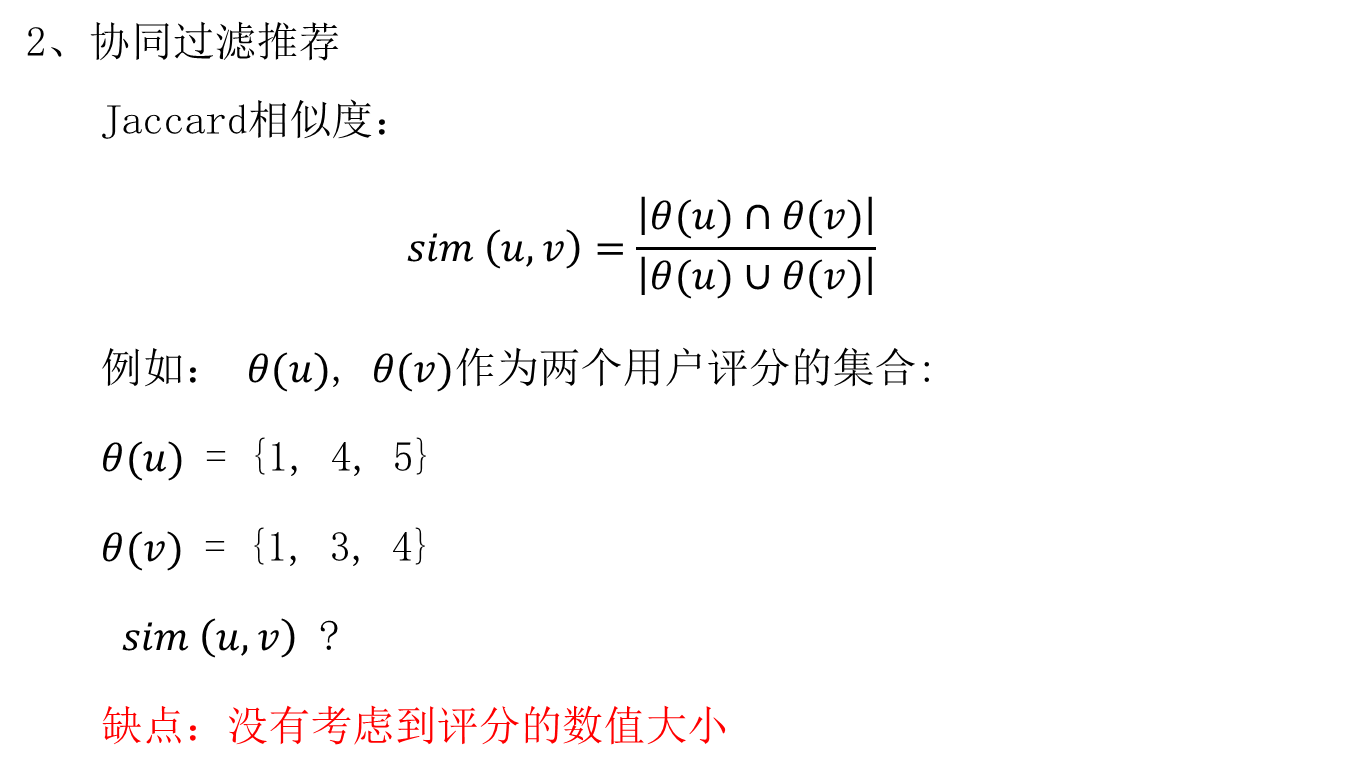 2、协同过滤推荐
Jaccard相似度：
sim (u, v) = |θ(u) ∩ θ(v)| / |θ(u) ∪ θ(v)|
例如： θ(u), θ(v)作为两个用户评分的集合:
θ(u) = {1, 4, 5}
θ(v) = {1, 3, 4}
sim (u, v) ?
缺点：没有考虑到评分的数值大小